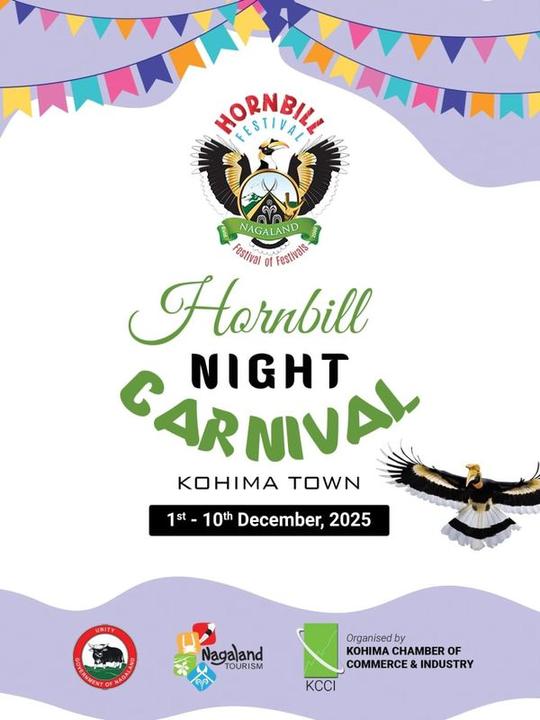 HORNBILL
FESTIVAL
NAGALAND
Festival of Festivals
Hornbill
NIGHT
CARNIVAL
KOHIMA TOWN
1st - 10th December, 2025
UNITY
GOVERNMENT OF NAGALAND
Nagaland
TOURISM
KCCI
Organised by
KOHIMA CHAMBER OF
COMMERCE & INDUSTRY